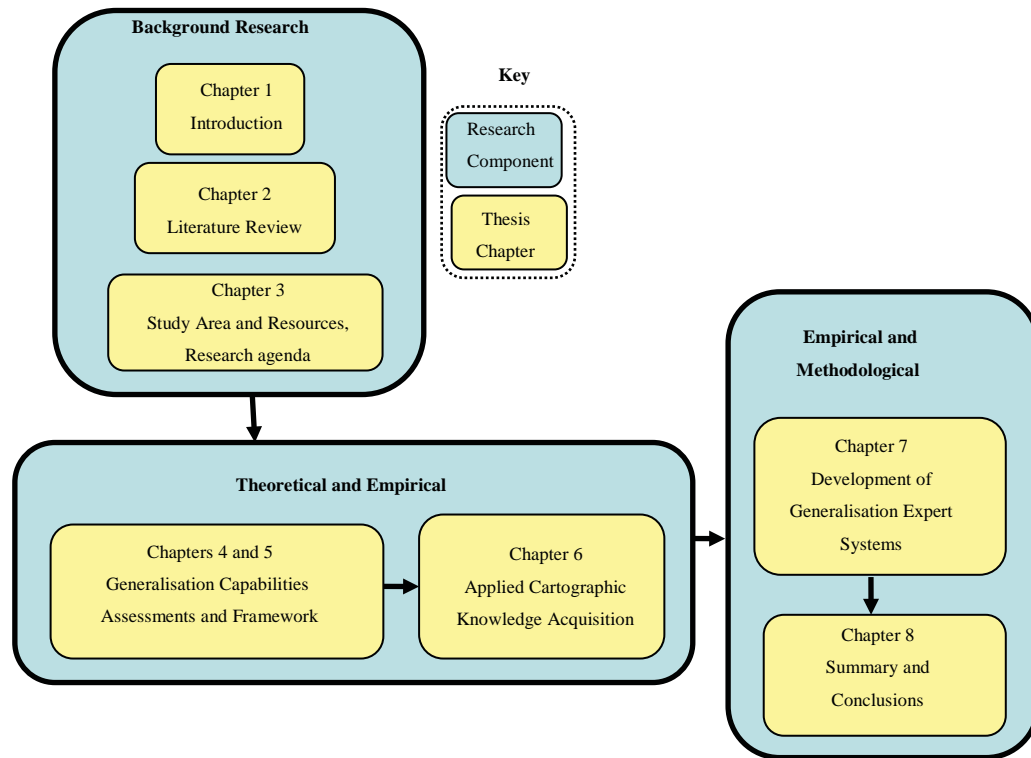 Background Research
Chapter 1
Introduction
Chapter 2
Literature Review
Chapter 3
Study Area and Resources,
Research agenda
Key
Research
Component
Thesis
Chapter
Theoretical and Empirical
Chapters 4 and 5
Generalisation Capabilities
Assessments and Framework
Chapter 6
Applied Cartographic
Knowledge Acquisition
Empirical and
Methodological
Chapter 7
Development of
Generalisation Expert
Systems
Chapter 8
Summary and
Conclusions